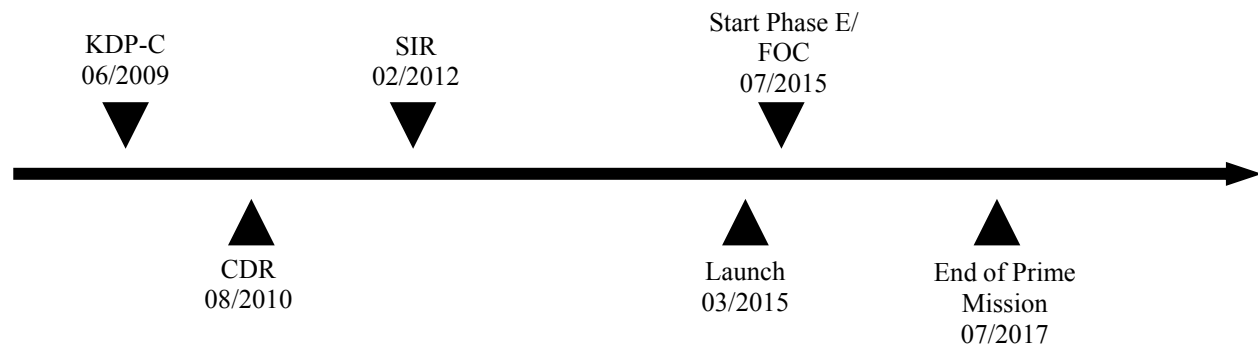 KDP-C
06/2009
SIR
02/2012
Start Phase E/
FOC
07/2015
CDR
08/2010
Launch
03/2015
End of Prime
Mission
07/2017